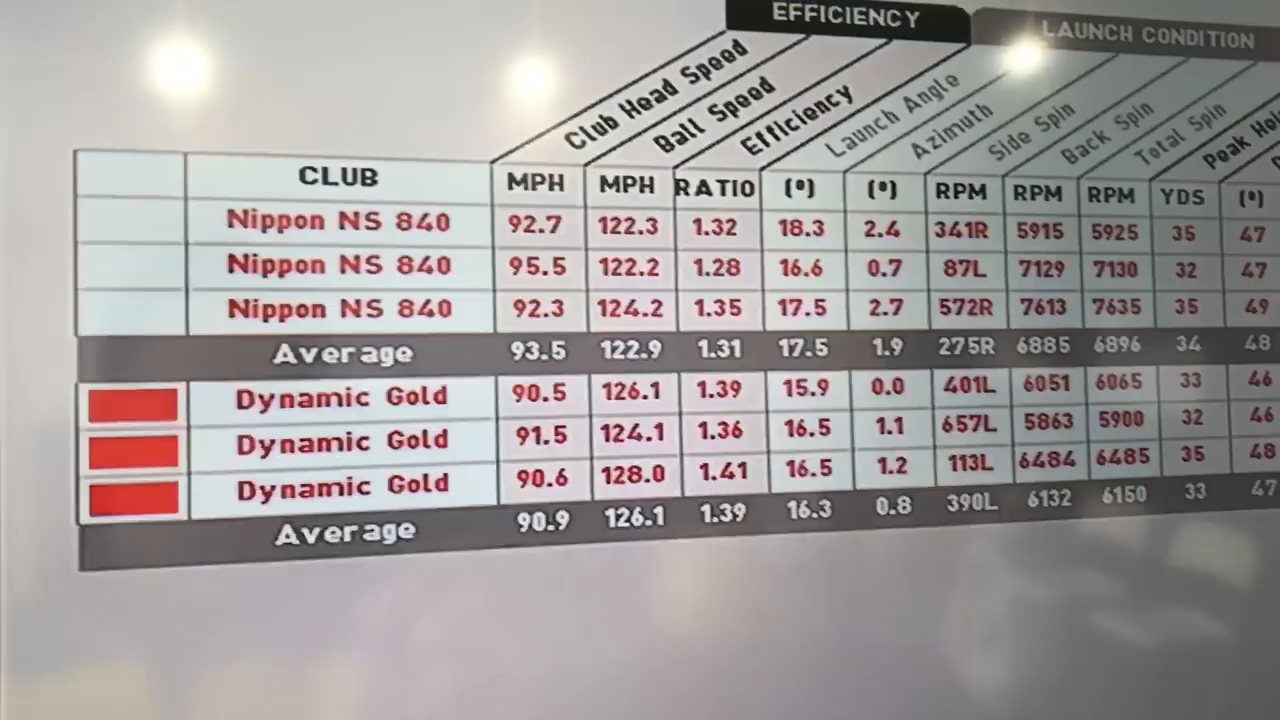 EFFICIENCY LAUNCH CONDITION
Club Head Speed Ball Speed Efficiency Launch Angle Azimuth Side Spin Back Spin Total Spin Peak
CLUB MPH MPH RATIO (º) (º) RPM RPM RPM YDS (º)
Nippon NS 840 92.7 122.3 1.32 18.3 2.4 341R 5915 5925 35 47
Nippon NS 840 95.5 122.2 1.28 16.6 0.7 87L 7129 7130 32 47
Nippon NS 840 92.3 124.2 1.35 17.5 2.7 572R 7613 7635 35 49
Average 93.5 122.9 1.31 17.5 1.9 275R 6885 6896 34 48
Dynamic Gold 90.5 126.1 1.39 15.9 0.0 401L 6051 6065 33 46
Dynamic Gold 91.5 124.1 1.36 16.5 1.1 657L 5863 5900 32 46
Dynamic Gold 90.6 128.0 1.41 16.5 1.2 113L 6484 6485 35 48
Average 90.9 126.1 1.39 16.3 0.8 390L 6132 6150 33 47